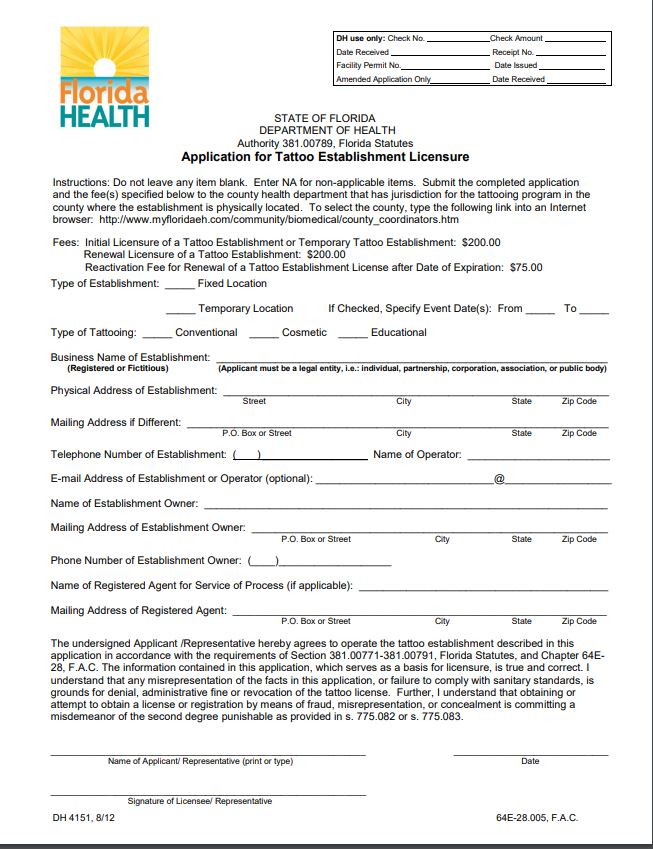 Florida
HEALTH
DH use only: Check No. ____________ Check Amount ____________
Date Received ____________ Receipt No. ____________
Facility Permit No. ____________ Date Issued ____________
Amended Application Only____________ Date Received ____________
STATE OF FLORIDA
DEPARTMENT OF HEALTH
Authority 381.00789, Florida Statutes
Application for Tattoo Establishment Licensure
Instructions: Do not leave any item blank. Enter NA for non-applicable items. Submit the completed application
and the fee(s) specified below to the county health department that has jurisdiction for the tattooing program in the
county where the establishment is physically located. To select the county, type the following link into an Internet
browser: http://www.myfloridaeh.com/community/biomedical/county_coordinators.htm
Fees: Initial Licensure of a Tattoo Establishment or Temporary Tattoo Establishment: $200.00
Renewal Licensure of a Tattoo Establishment: $200.00
Reactivation Fee for Renewal of a Tattoo Establishment License after Date of Expiration: $75.00
Type of Establishment: _____ Fixed Location
_____ Temporary Location If Checked, Specify Event Date(s): From _____ To _____
Type of Tattooing: _____ Conventional _____ Cosmetic _____ Educational
Business Name of Establishment: ____________
(Registered or Fictitious) (Applicant must be a legal entity, i.e.: individual, partnership, corporation, association, or public body)
Physical Address of Establishment: ____________
Street City State Zip Code
Mailing Address if Different: ____________
P.O. Box or Street City State Zip Code
Telephone Number of Establishment: (____)____________ Name of Operator: ____________
E-mail Address of Establishment or Operator (optional): ____________@____________
Name of Establishment Owner: ____________
Mailing Address of Establishment Owner: ____________
P.O. Box or Street City State Zip Code
Phone Number of Establishment Owner: (____)____________
Name of Registered Agent for Service of Process (if applicable): ____________
Mailing Address of Registered Agent: ____________
P.O. Box or Street City State Zip Code
The undersigned Applicant /Representative hereby agrees to operate the tattoo establishment described in this
application in accordance with the requirements of Section 381.00771-381.00791, Florida Statutes, and Chapter 64E-
28, F.A.C. The information contained in this application, which serves as a basis for licensure, is true and correct. I
understand that any misrepresentation of the facts in this application, or failure to comply with sanitary standards, is
grounds for denial, administrative fine or revocation of the tattoo license. Further, I understand that obtaining or
attempt to obtain a license or registration by means of fraud, misrepresentation, or concealment is committing a
misdemeanor of the second degree punishable as provided in s. 775.082 or s. 775.083.
Name of Applicant/ Representative (print or type) Date
Signature of Licensee/ Representative
DH 4151, 8/12 64E-28.005, F.A.C.